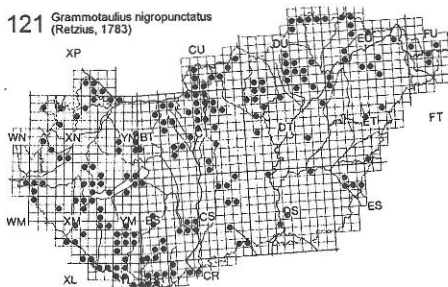 121 Grammotaulius nigropunctatus
(Retzius, 1783)
XP CU DU EU FU
WN XN YN BT DT ET FT
WM XM YM BS CS DS ES
XL CR